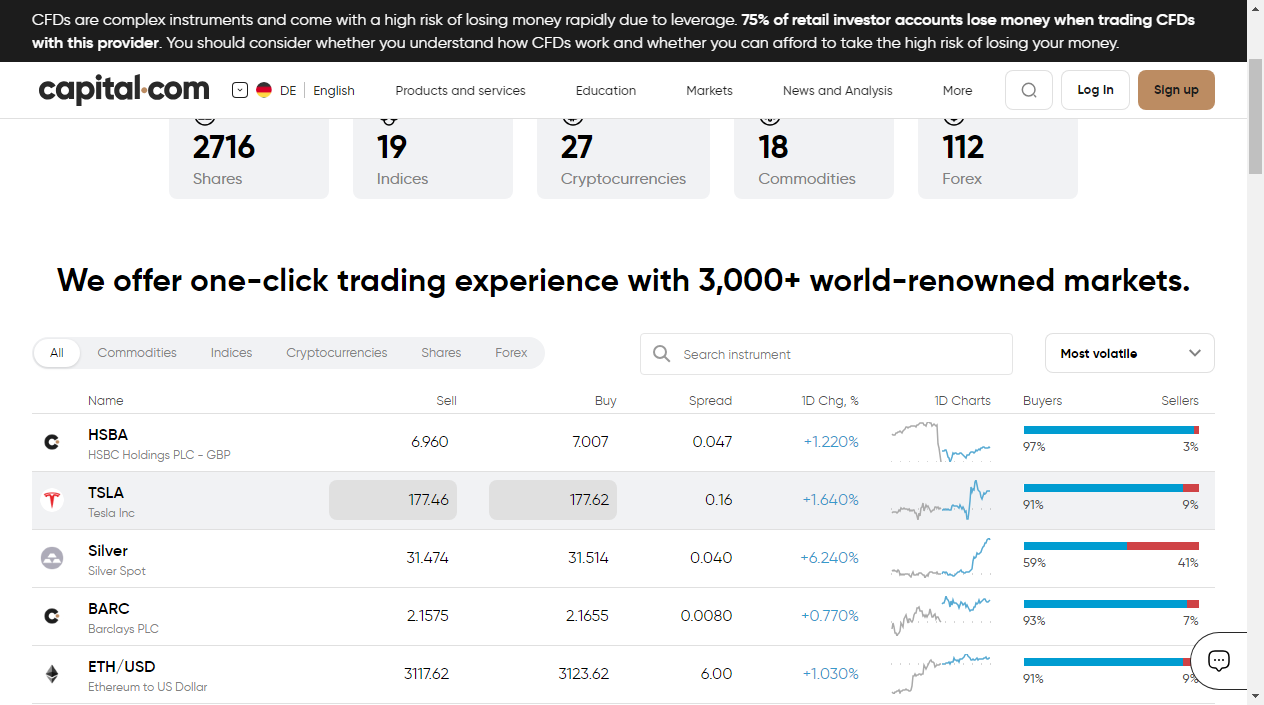 CFDs are complex instruments and come with a high risk of losing money rapidly due to leverage. 75% of retail investor accounts lose money when trading CFDs
with this provider. You should consider whether you understand how CFDs work and whether you can afford to take the high risk of losing your money.
capital.com DE English Products and services Education Markets News and Analysis More Log In Sign up
2716 19 27 18 112
Shares Indices Cryptocurrencies Commodities Forex
We offer one-click trading experience with 3,000+ world-renowned markets.
All Commodities Indices Cryptocurrencies Shares Forex Search instrument Most volatile
Name Sell Buy Spread 1D Chg, % 1D Charts Buyers Sellers
HSBA 6.960 7.007 0.047 +1.220% 97% 3%
HSBC Holdings PLC - GBP
TSLA 177.46 177.62 0.16 +1.640% 91% 9%
Tesla Inc
Silver 31.474 31.514 0.040 +6.240% 59% 41%
Silver Spot
BARC 2.1575 2.1655 0.0080 +0.770% 93% 7%
Barclays PLC
ETH/USD 3117.62 3123.62 6.00 +1.030% 91% 9%
Ethereum to US Dollar